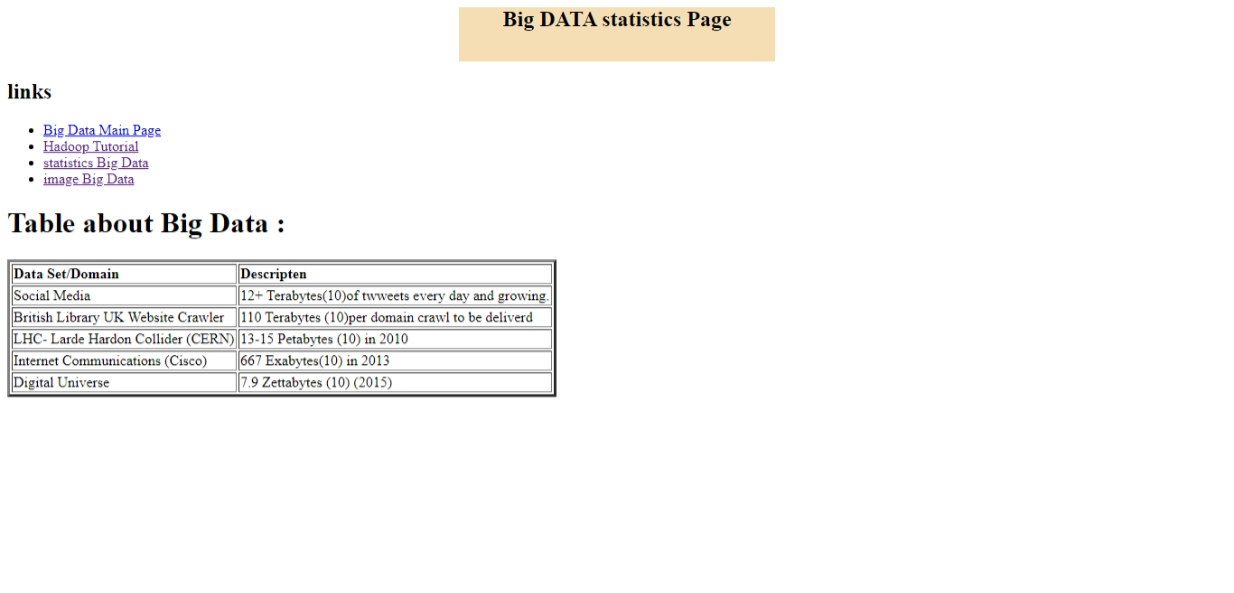 Big DATA statistics Page
links
Big Data Main Page
Hadoop Tutorial
statistics Big Data
image Big Data
Table about Big Data :
Data Set/Domain Descripten
Social Media 12+ Terabytes(10)of twweets every day and growing.
British Library UK Website Crawler 110 Terabytes (10)per domain crawl to be deliverd
LHC- Larde Hardon Collider (CERN) 13-15 Petabytes (10) in 2010
Internet Communications (Cisco) 667 Exabytes(10) in 2013
Digital Universe 7.9 Zettabytes (10) (2015)